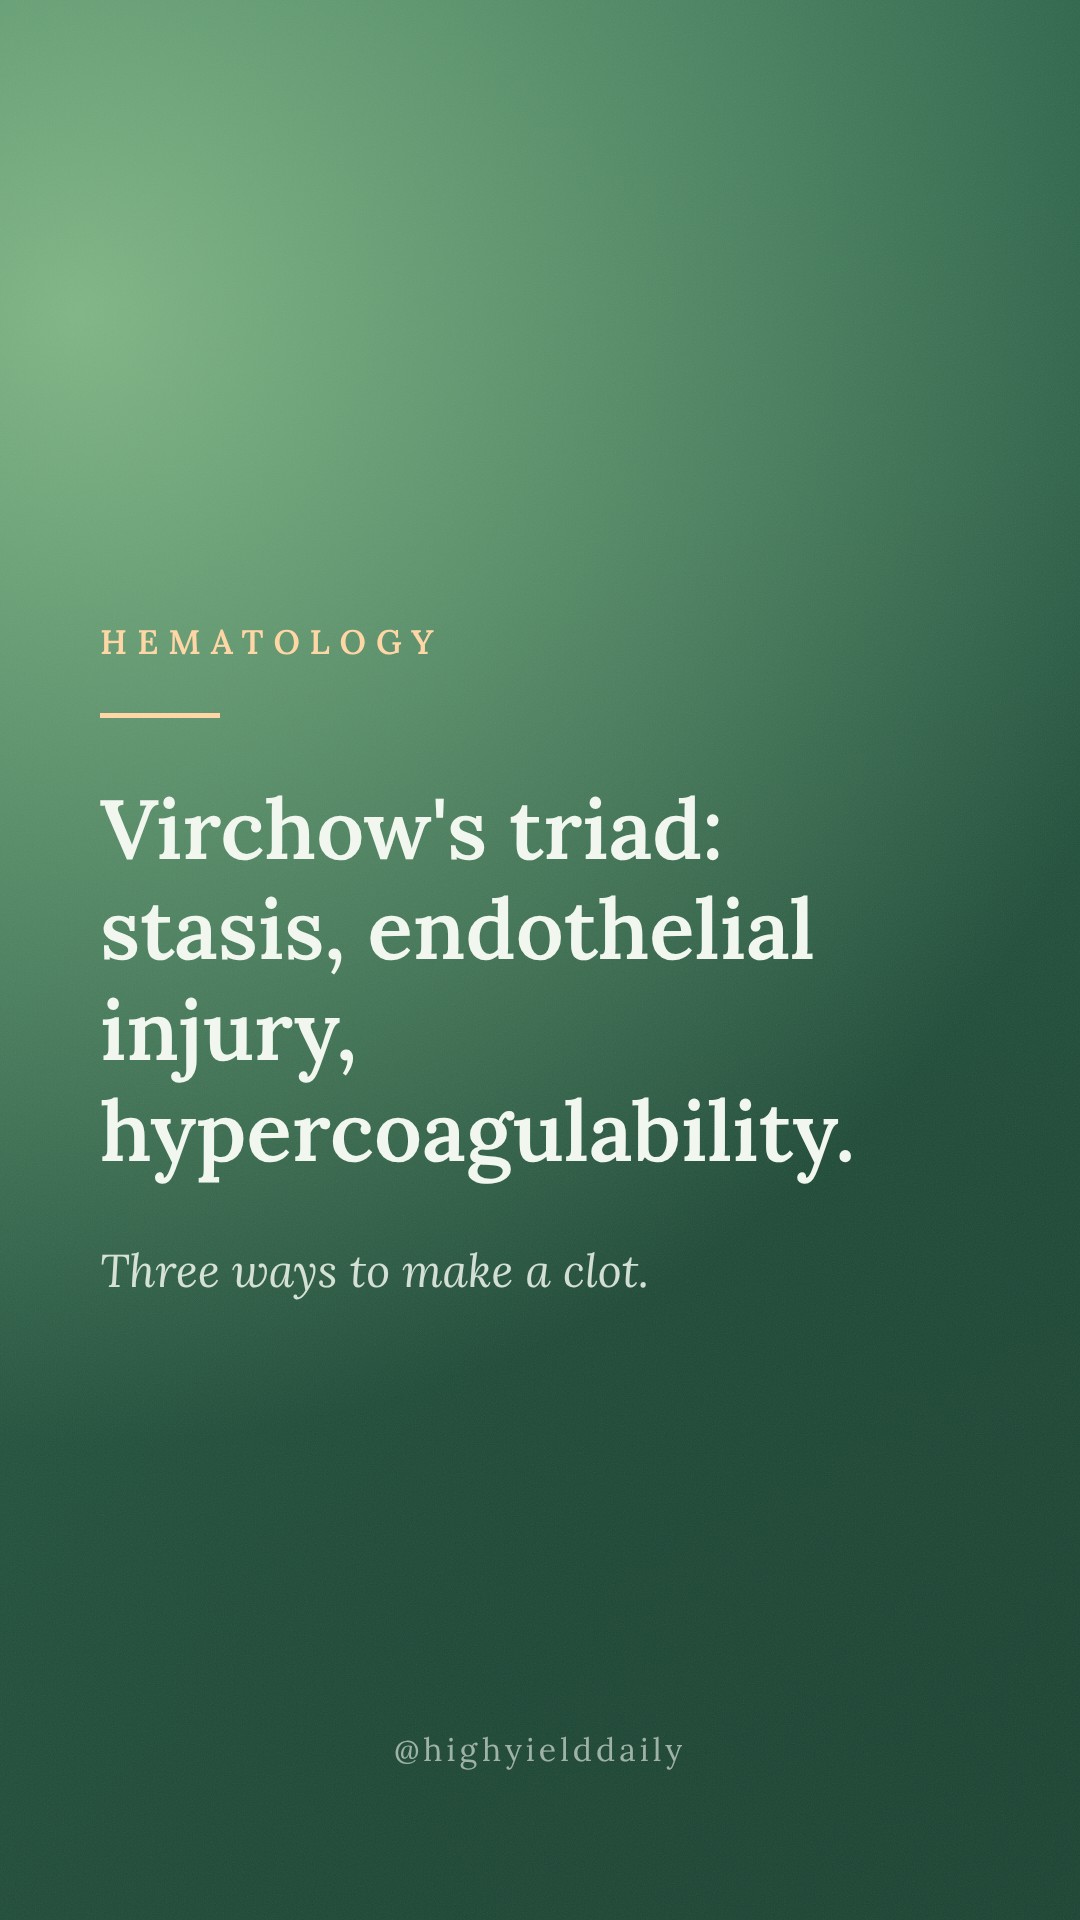 HEMATOLOGY
Virchow's triad:
stasis, endothelial
injury,
hypercoagulability.
Three ways to make a clot.
@highyielddaily